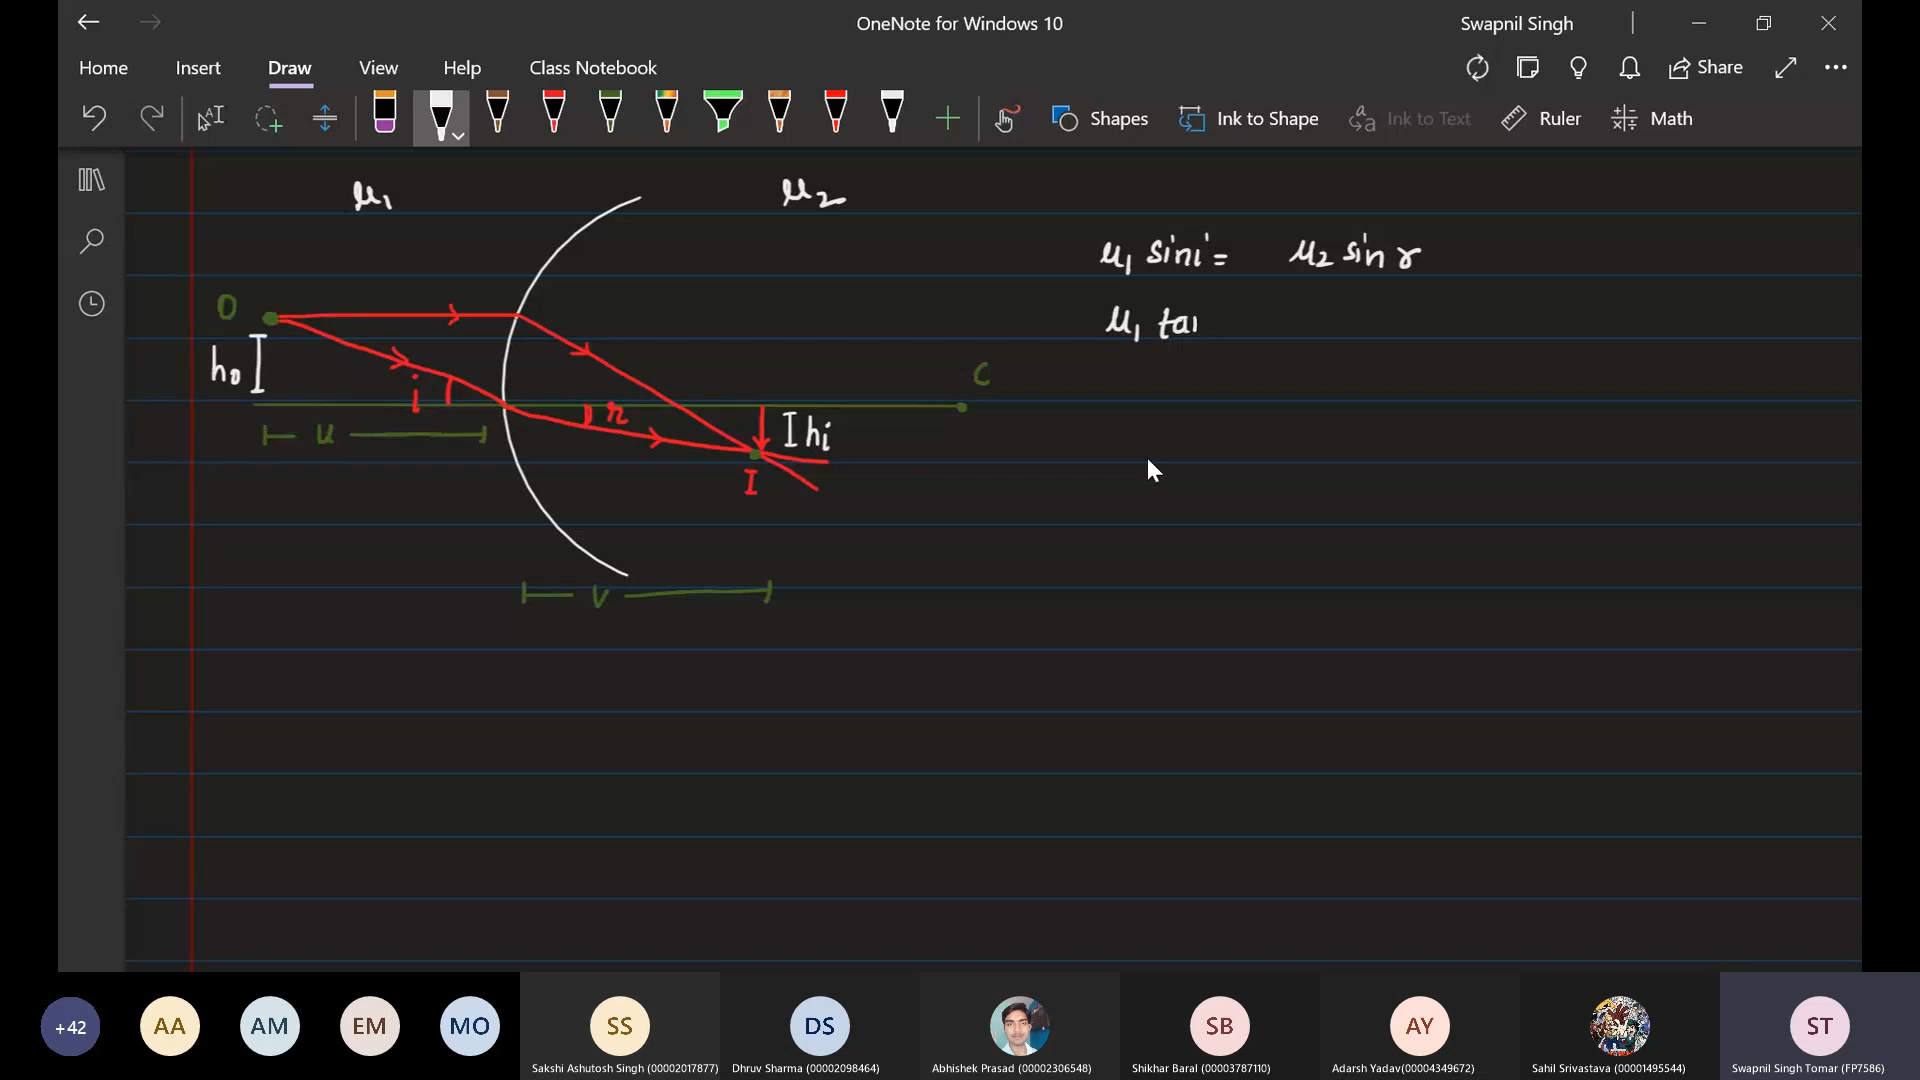 OneNote for Windows 10
Swapnil Singh
Home Insert Draw View Help Class Notebook
Share
Shapes Ink to Shape Ink to Text Ruler Math
μ₁ μ₂
μ₁ sin i = μ₂ sin r
O
μ₁ tan
h₀
C
i r
u
hᵢ
I
v
+42 AA AM EM MO SS DS SB AY ST
Sakshi Ashutosh Singh (00002017877) Dhruv Sharma (00002098464) Abhishek Prasad (00002306548) Shikhar Baral (00003787110) Adarsh Yadav(00004349672) Sahil Srivastava (00001495544) Swapnil Singh Tomar (FP7586)